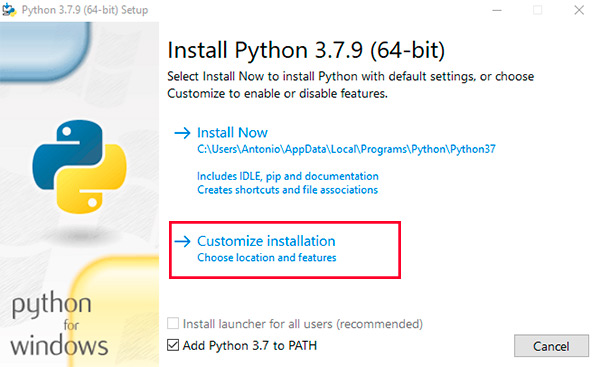 Python 3.7.9 (64-bit) Setup
Install Python 3.7.9 (64-bit)
Select Install Now to install Python with default settings, or choose
Customize to enable or disable features.
Install Now
C:\Users\Antonio\AppData\Local\Programs\Python\Python37
Includes IDLE, pip and documentation
Creates shortcuts and file associations
Customize installation
Choose location and features
python
for
windows
Install launcher for all users (recommended)
Add Python 3.7 to PATH
Cancel